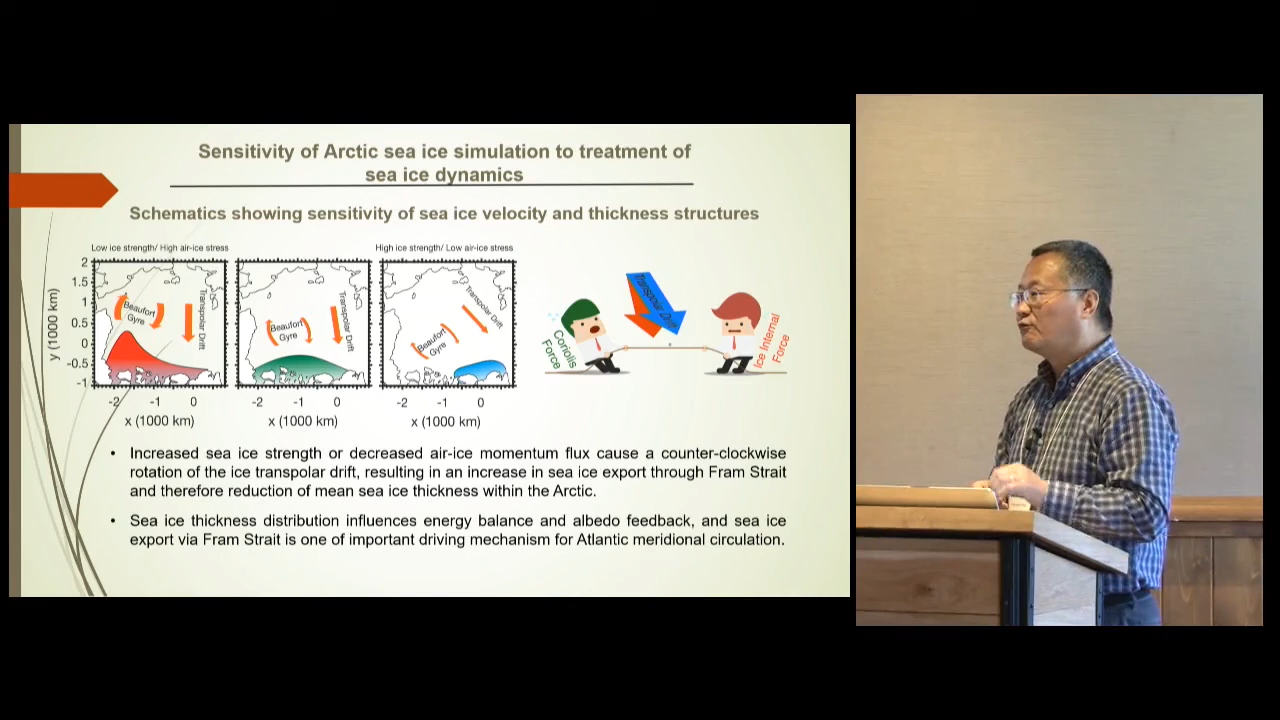 Sensitivity of Arctic sea ice simulation to treatment of
sea ice dynamics
Schematics showing sensitivity of sea ice velocity and thickness structures
Low ice strength/ High air-ice stress
High ice strength/ Low air-ice stress
y (1000 km)
2
1.5
1
0.5
0
-0.5
-1
Beaufort
Gyre
Transpolar Drift
-2
-1
0
x (1000 km)
Beaufort
Gyre
Transpolar Drift
-2
-1
0
x (1000 km)
Beaufort
Gyre
Transpolar Drift
-2
-1
0
x (1000 km)
Coriolis
Force
Transpolar Drift
Ice Internal
Force
• Increased sea ice strength or decreased air-ice momentum flux cause a counter-clockwise
rotation of the ice transpolar drift, resulting in an increase in sea ice export through Fram Strait
and therefore reduction of mean sea ice thickness within the Arctic.
• Sea ice thickness distribution influences energy balance and albedo feedback, and sea ice
export via Fram Strait is one of important driving mechanism for Atlantic meridional circulation.